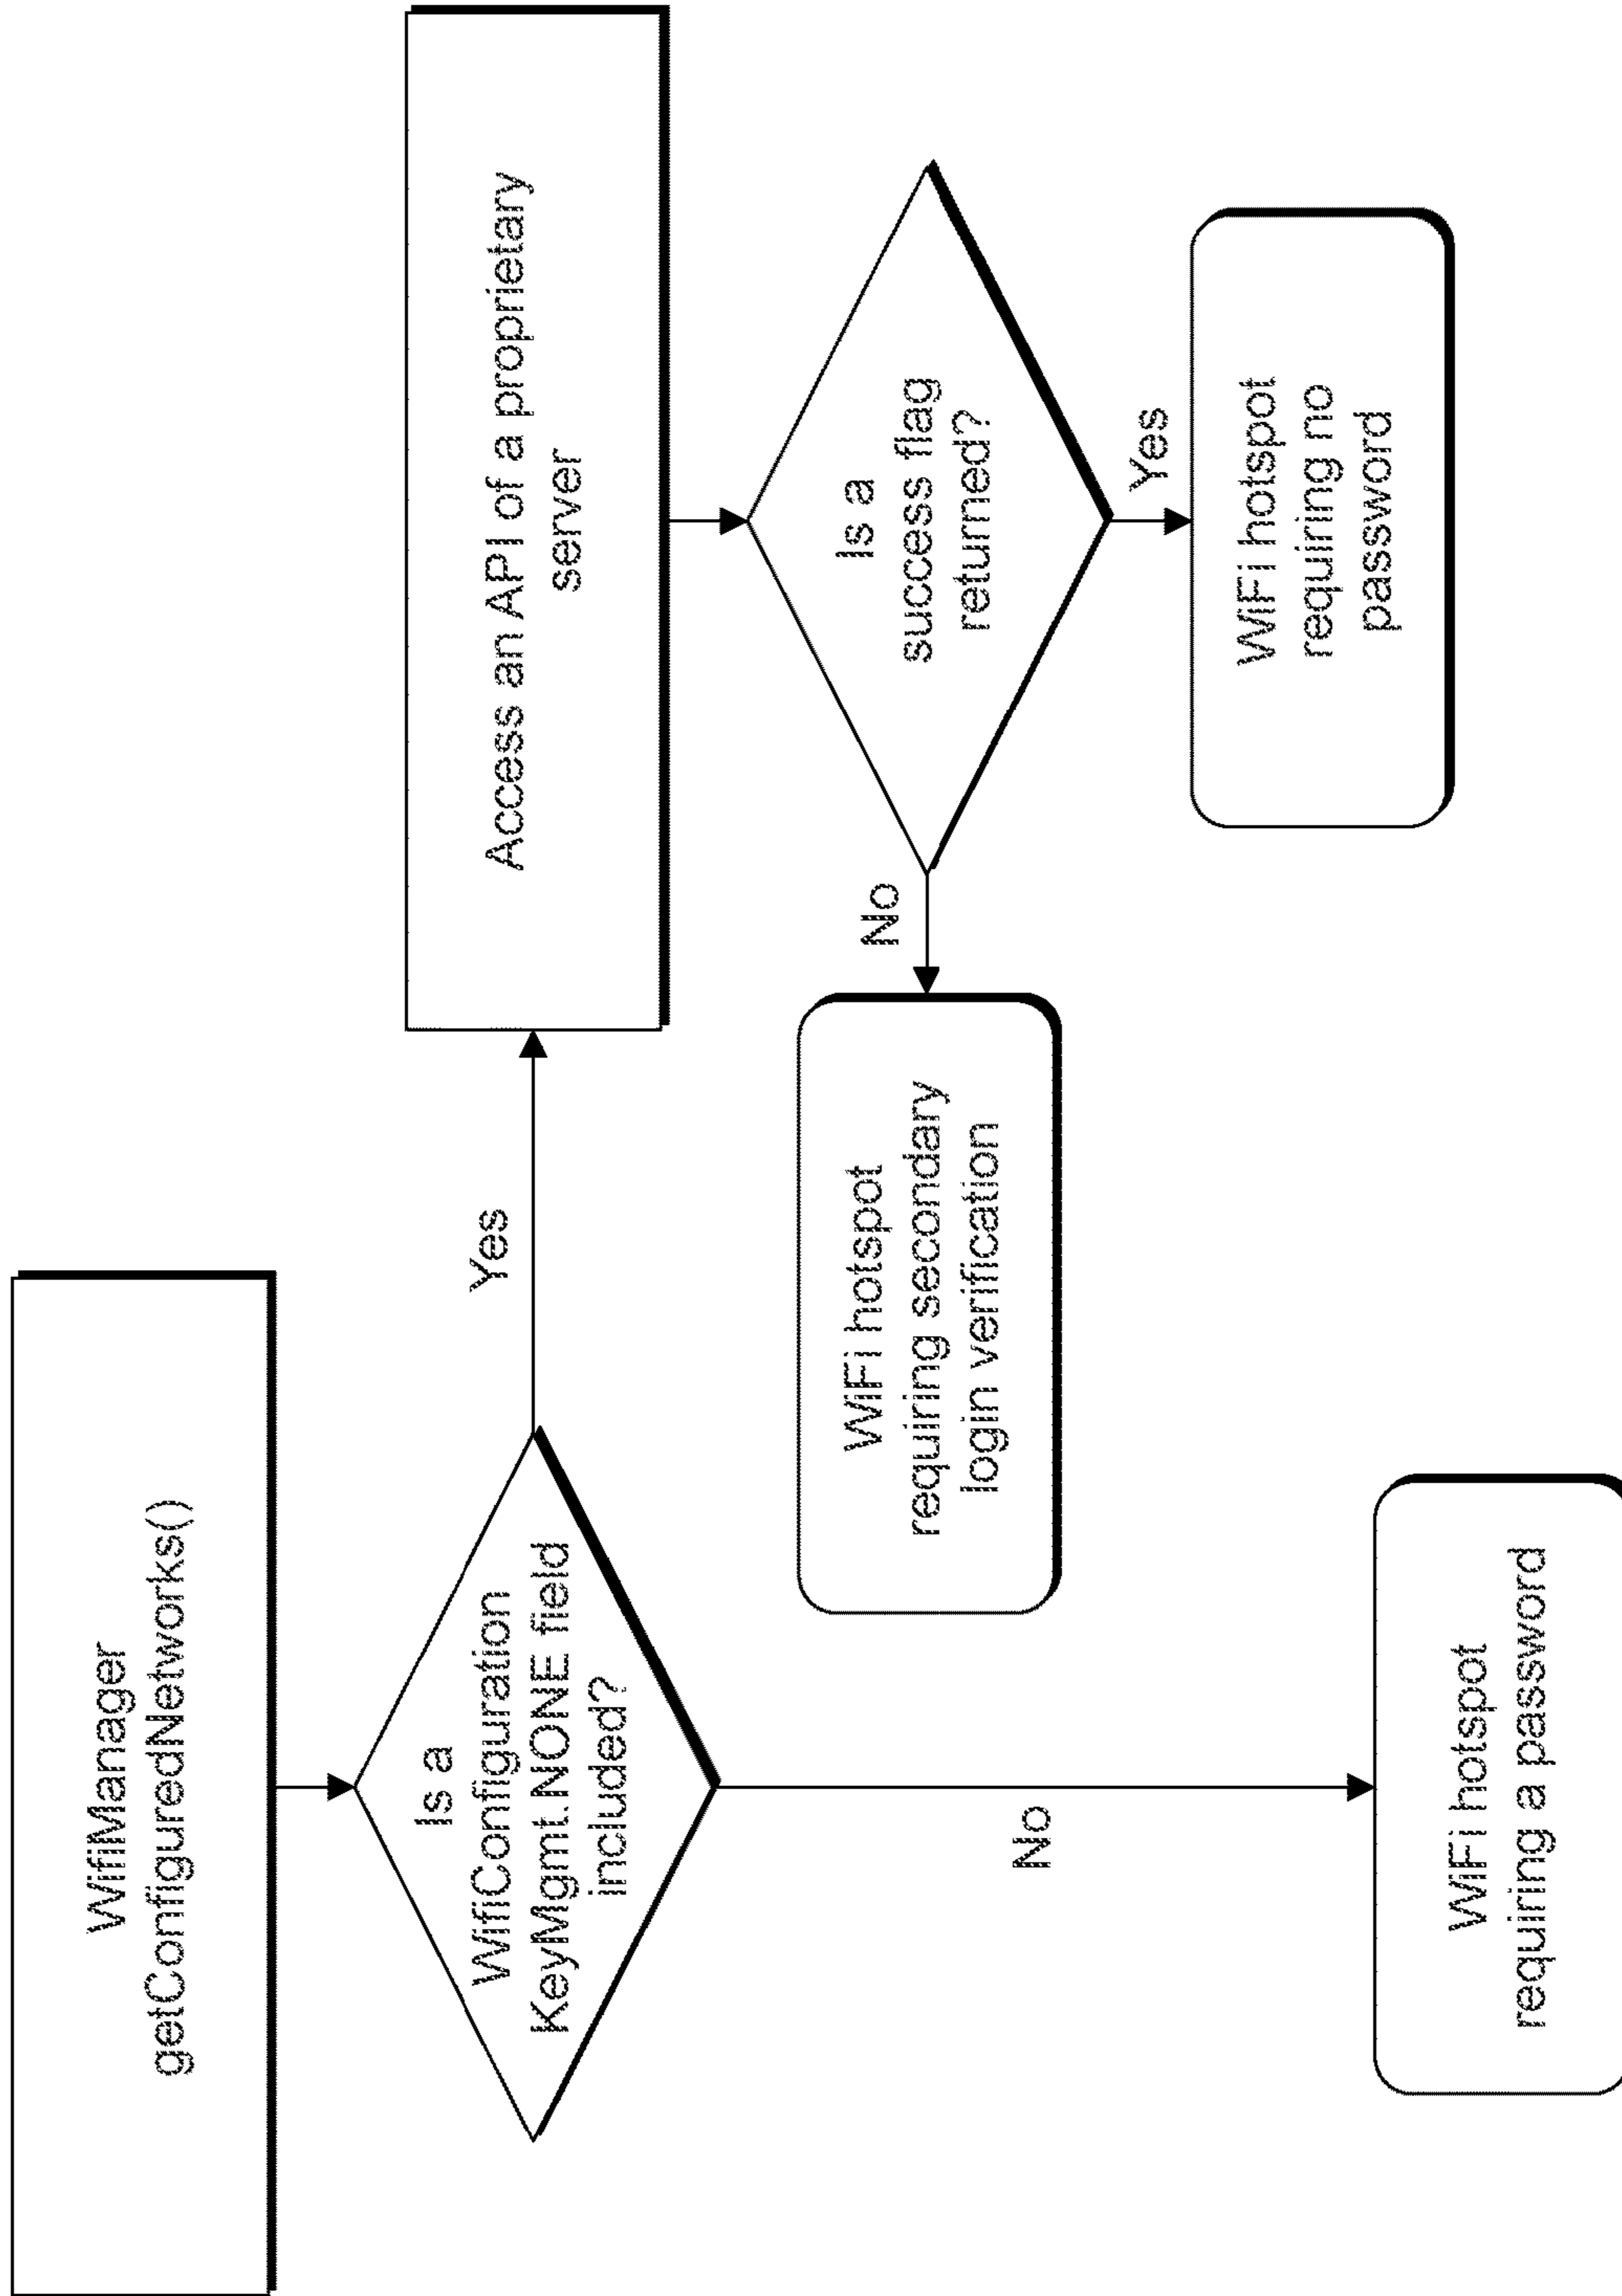 WifiManager
getConfiguredNetworks()
Is a
WifiConfiguration
KeyMgmt.NONE field
included?
Yes
Access an API of a proprietary
server
Is a
success flag
returned?
No
WiFi hotspot
requiring secondary
login verification
Yes
WiFi hotspot
requiring no
password
No
WiFi hotspot
requiring a password